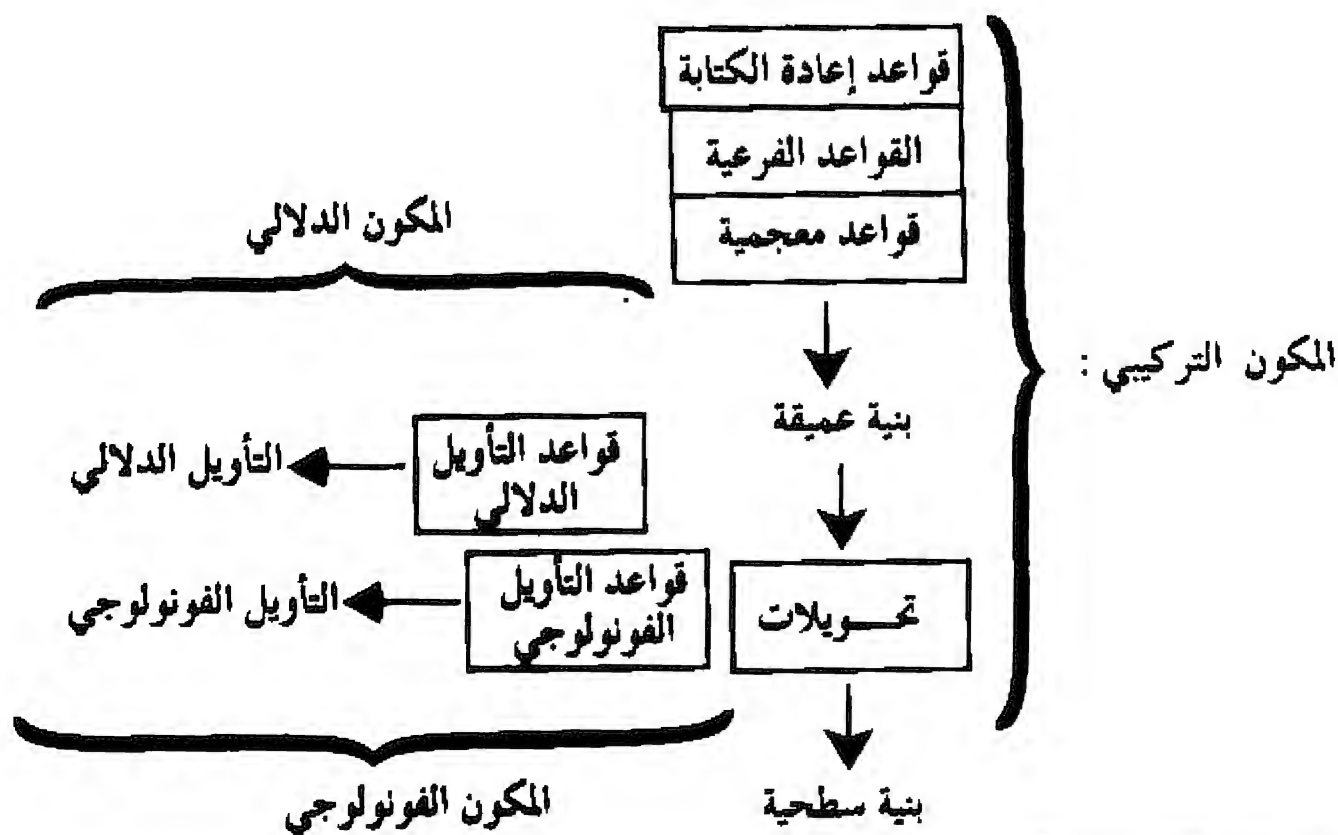 قواعد إعادة الكتابة
القواعد الفرعية
قواعد معجمية
المكون الدلالي
المكون التركيبي :
بنية عميقة
قواعد التأويل
الدلالي
التأويل الدلالي
تحـــويلات
قواعد التأويل
الفونولوجي
التأويل الفونولوجي
بنية سطحية
المكون الفونولوجي